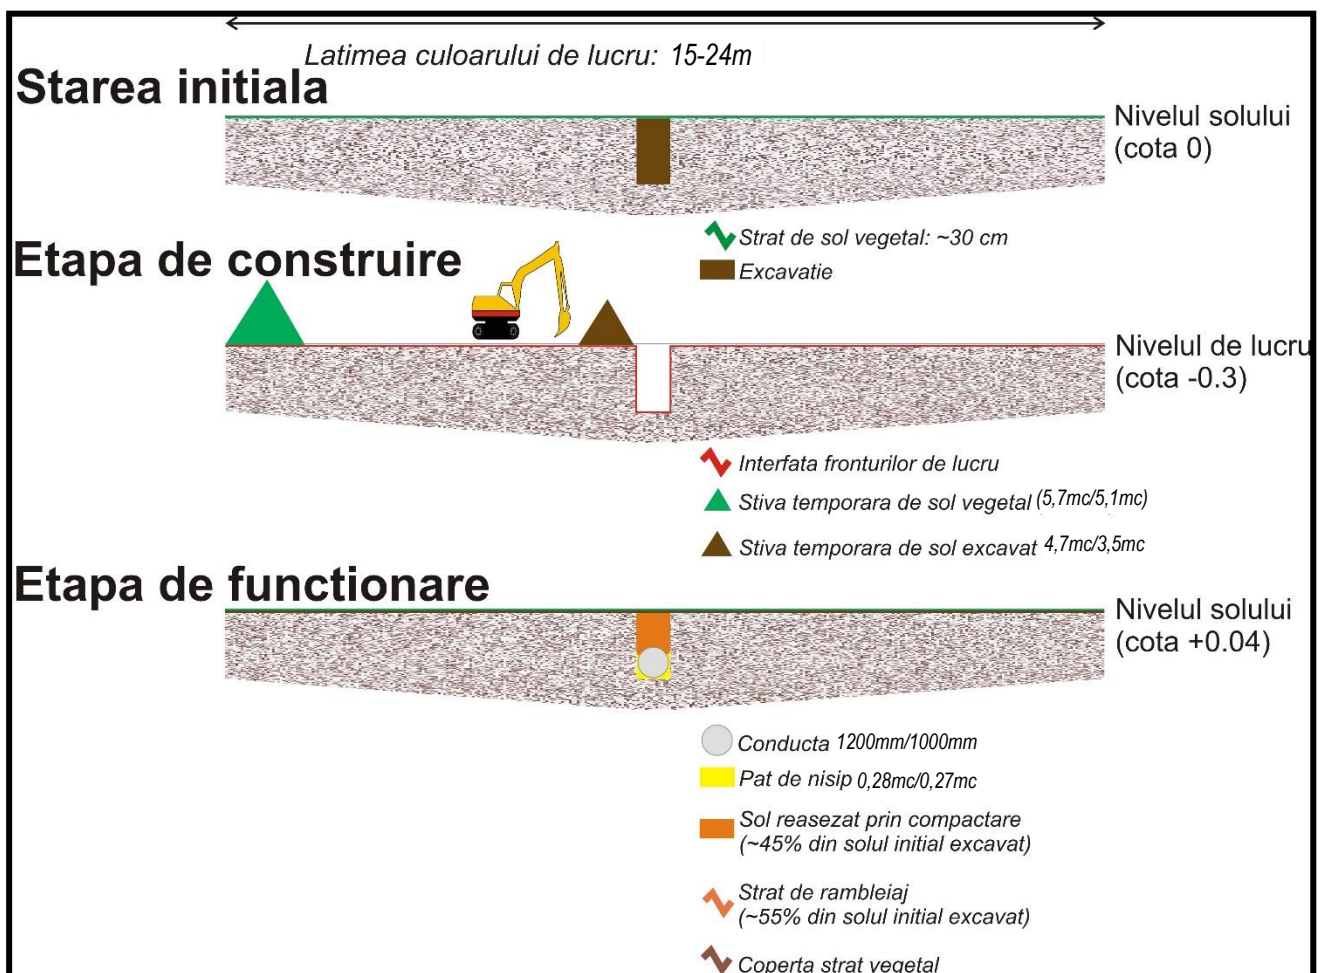 Latimea culoarului de lucru: 15-24m
Starea initiala
Nivelul solului
(cota 0)
Strat de sol vegetal: ~30 cm
Excavatie
Etapa de construire
Nivelul de lucru
(cota -0.3)
Interfata fronturilor de lucru
Stiva temporara de sol vegetal (5,7mc/5,1mc)
Stiva temporara de sol excavat 4,7mc/3,5mc
Etapa de functionare
Nivelul solului
(cota +0.04)
Conducta 1200mm/1000mm
Pat de nisip 0,28mc/0,27mc
Sol reasezat prin compactare
(~45% din solul initial excavat)
Strat de rambleiaj
(~55% din solul initial excavat)
Coperta strat vegetal